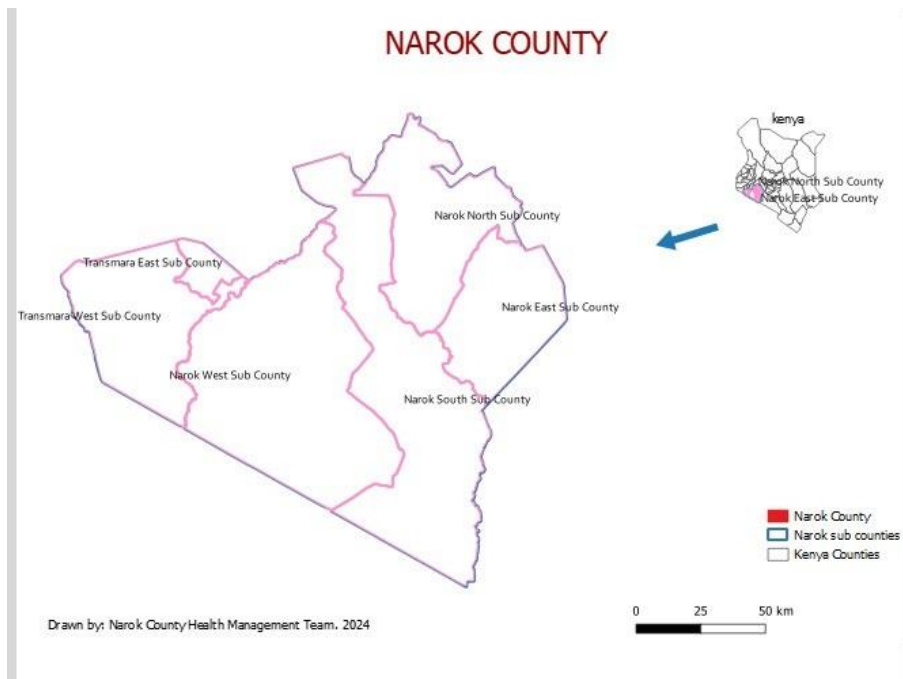 NAROK COUNTY
kenya
Narok North Sub County
Narok East Sub County
Narok North Sub County
Transmara East Sub County
Narok East Sub County
Transmara West Sub County
Narok West Sub County
Narok South Sub County
Narok County
Narok sub counties
Kenya Counties
0 25 50 km
Drawn by: Narok County Health Management Team. 2024